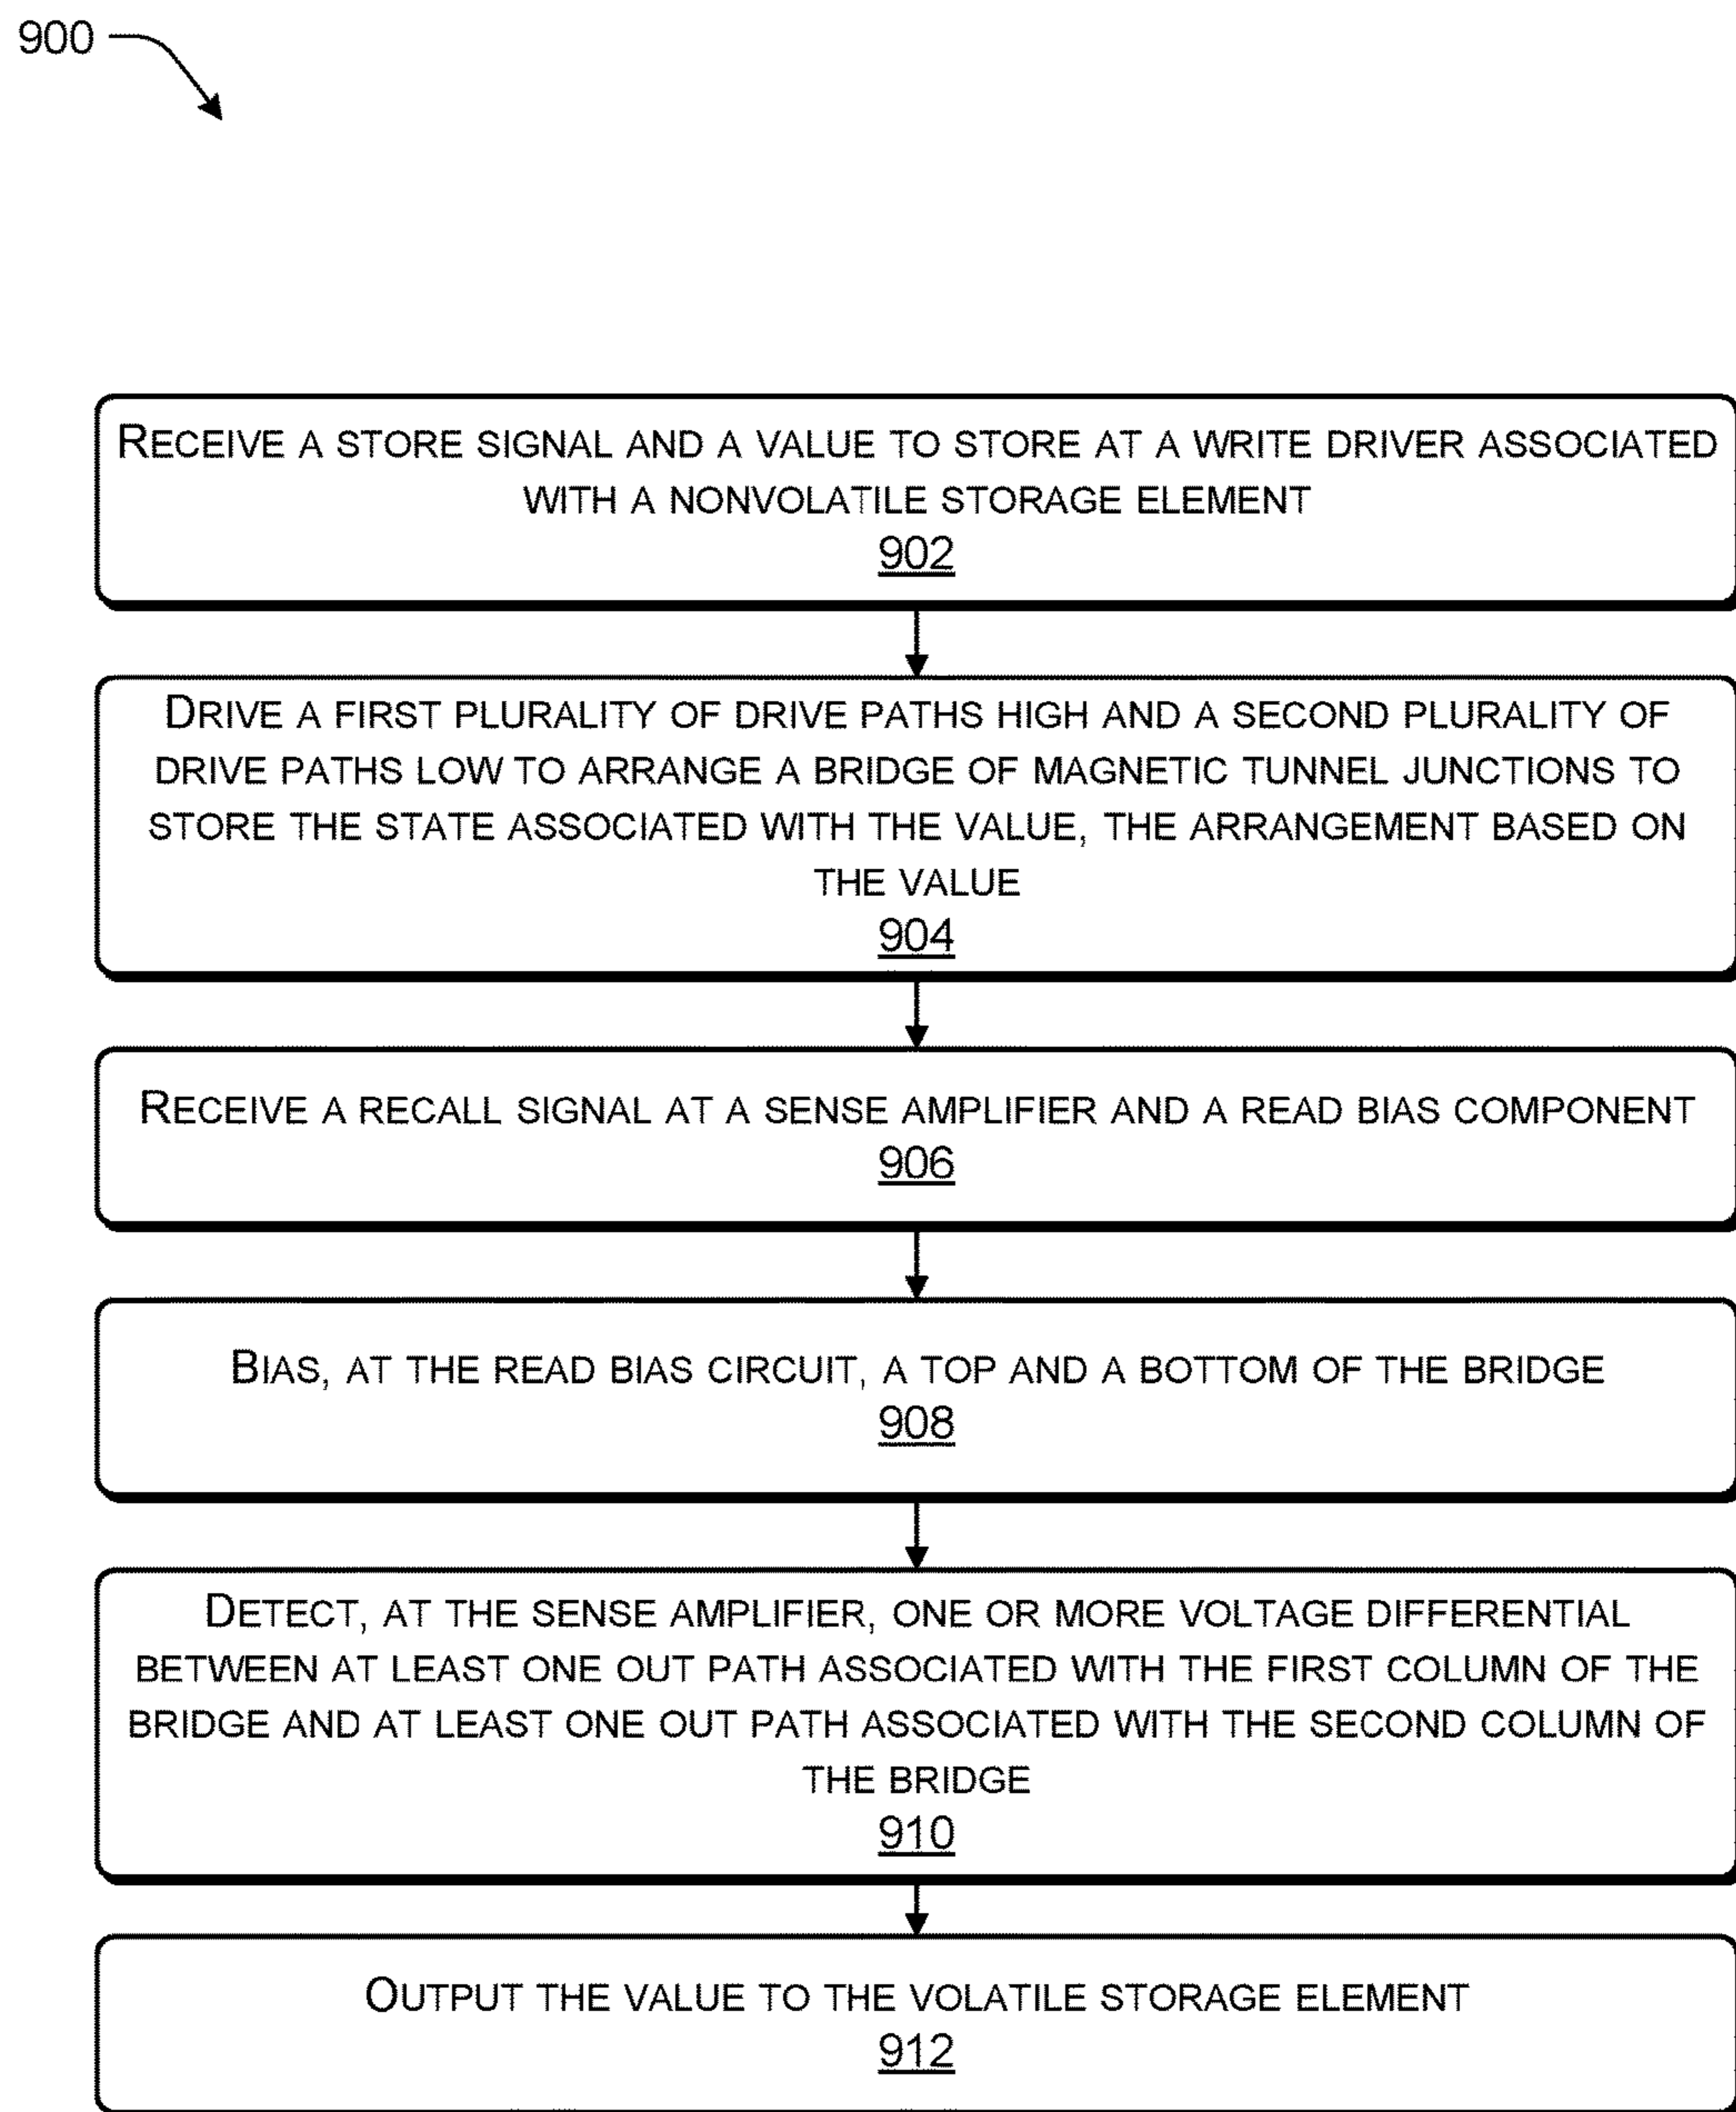 900
RECEIVE A STORE SIGNAL AND A VALUE TO STORE AT A WRITE DRIVER ASSOCIATED
WITH A NONVOLATILE STORAGE ELEMENT
902
DRIVE A FIRST PLURALITY OF DRIVE PATHS HIGH AND A SECOND PLURALITY OF
DRIVE PATHS LOW TO ARRANGE A BRIDGE OF MAGNETIC TUNNEL JUNCTIONS TO
STORE THE STATE ASSOCIATED WITH THE VALUE, THE ARRANGEMENT BASED ON
THE VALUE
904
RECEIVE A RECALL SIGNAL AT A SENSE AMPLIFIER AND A READ BIAS COMPONENT
906
BIAS, AT THE READ BIAS CIRCUIT, A TOP AND A BOTTOM OF THE BRIDGE
908
DETECT, AT THE SENSE AMPLIFIER, ONE OR MORE VOLTAGE DIFFERENTIAL
BETWEEN AT LEAST ONE OUT PATH ASSOCIATED WITH THE FIRST COLUMN OF THE
BRIDGE AND AT LEAST ONE OUT PATH ASSOCIATED WITH THE SECOND COLUMN OF
THE BRIDGE
910
OUTPUT THE VALUE TO THE VOLATILE STORAGE ELEMENT
912